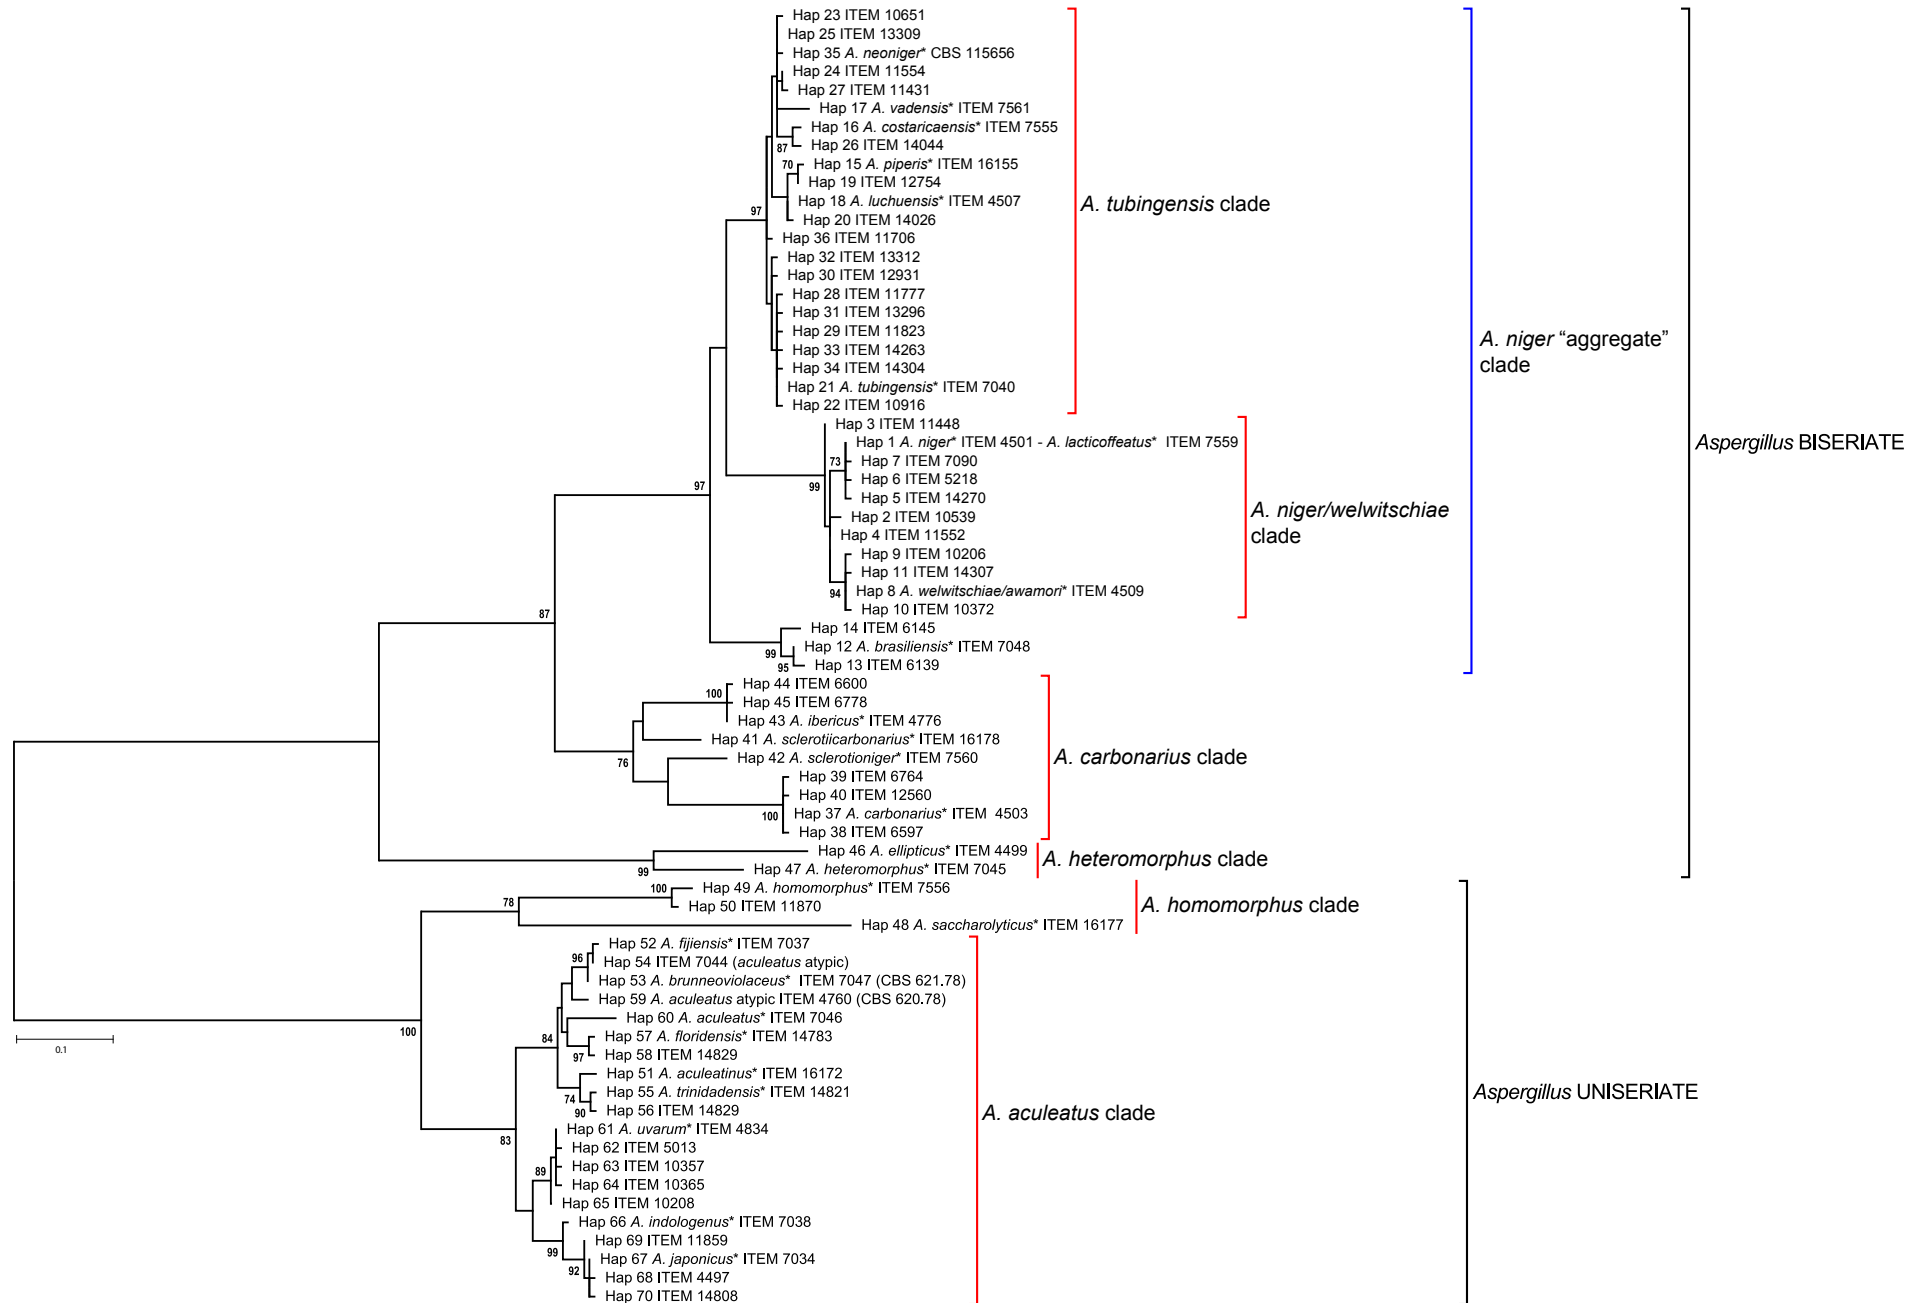 Hap 23 ITEM 10651
Hap 25 ITEM 13309
Hap 35 A. neoniger* CBS 115656
Hap 24 ITEM 11554
Hap 27 ITEM 11431
Hap 17 A. vadensis* ITEM 7561
Hap 16 A. costaricaensis* ITEM 7555
87
Hap 26 ITEM 14044
70
Hap 15 A. piperis* ITEM 16155
Hap 19 ITEM 12754
Hap 18 A. luchuensis* ITEM 4507
97
Hap 20 ITEM 14026
Hap 36 ITEM 11706
Hap 32 ITEM 13312
Hap 30 ITEM 12931
Hap 28 ITEM 11777
Hap 31 ITEM 13296
Hap 29 ITEM 11823
Hap 33 ITEM 14263
Hap 34 ITEM 14304
Hap 21 A. tubingensis* ITEM 7040
Hap 22 ITEM 10916
A. tubingensis clade
Hap 3 ITEM 11448
Hap 1 A. niger* ITEM 4501 - A. lacticoffeatus* ITEM 7559
73
Hap 7 ITEM 7090
Hap 6 ITEM 5218
97
99
Hap 5 ITEM 14270
Hap 2 ITEM 10539
Hap 4 ITEM 11552
Hap 9 ITEM 10206
Hap 11 ITEM 14307
94
Hap 8 A. welwitschiae/awamori* ITEM 4509
Hap 10 ITEM 10372
A. niger/welwitschiae
clade
87
Hap 14 ITEM 6145
Hap 12 A. brasiliensis* ITEM 7048
99
95
Hap 13 ITEM 6139
A. niger “aggregate”
clade
Hap 44 ITEM 6600
100
Hap 45 ITEM 6778
Hap 43 A. ibericus* ITEM 4776
Hap 41 A. sclerotiicarbonarius* ITEM 16178
76
Hap 42 A. sclerotioniger* ITEM 7560
Hap 39 ITEM 6764
Hap 40 ITEM 12560
100
Hap 37 A. carbonarius* ITEM 4503
Hap 38 ITEM 6597
A. carbonarius clade
Hap 46 A. ellipticus* ITEM 4499
99
Hap 47 A. heteromorphus* ITEM 7045
A. heteromorphus clade
Aspergillus BISERIATE
100
Hap 49 A. homomorphus* ITEM 7556
78
Hap 50 ITEM 11870
Hap 48 A. saccharolyticus* ITEM 16177
A. homomorphus clade
Hap 52 A. fijiensis* ITEM 7037
96
Hap 54 ITEM 7044 (aculeatus atypic)
Hap 53 A. brunneoviolaceus* ITEM 7047 (CBS 621.78)
Hap 59 A. aculeatus atypic ITEM 4760 (CBS 620.78)
Hap 60 A. aculeatus* ITEM 7046
100
84
Hap 57 A. floridensis* ITEM 14783
97
Hap 58 ITEM 14829
Hap 51 A. aculeatinus* ITEM 16172
Hap 55 A. trinidadensis* ITEM 14821
74
90
Hap 56 ITEM 14829
83
Hap 61 A. uvarum* ITEM 4834
Hap 62 ITEM 5013
89
Hap 63 ITEM 10357
Hap 64 ITEM 10365
Hap 65 ITEM 10208
Hap 66 A. indologenus* ITEM 7038
Hap 69 ITEM 11859
99
Hap 67 A. japonicus* ITEM 7034
92
Hap 68 ITEM 4497
Hap 70 ITEM 14808
A. aculeatus clade
Aspergillus UNISERIATE
0.1